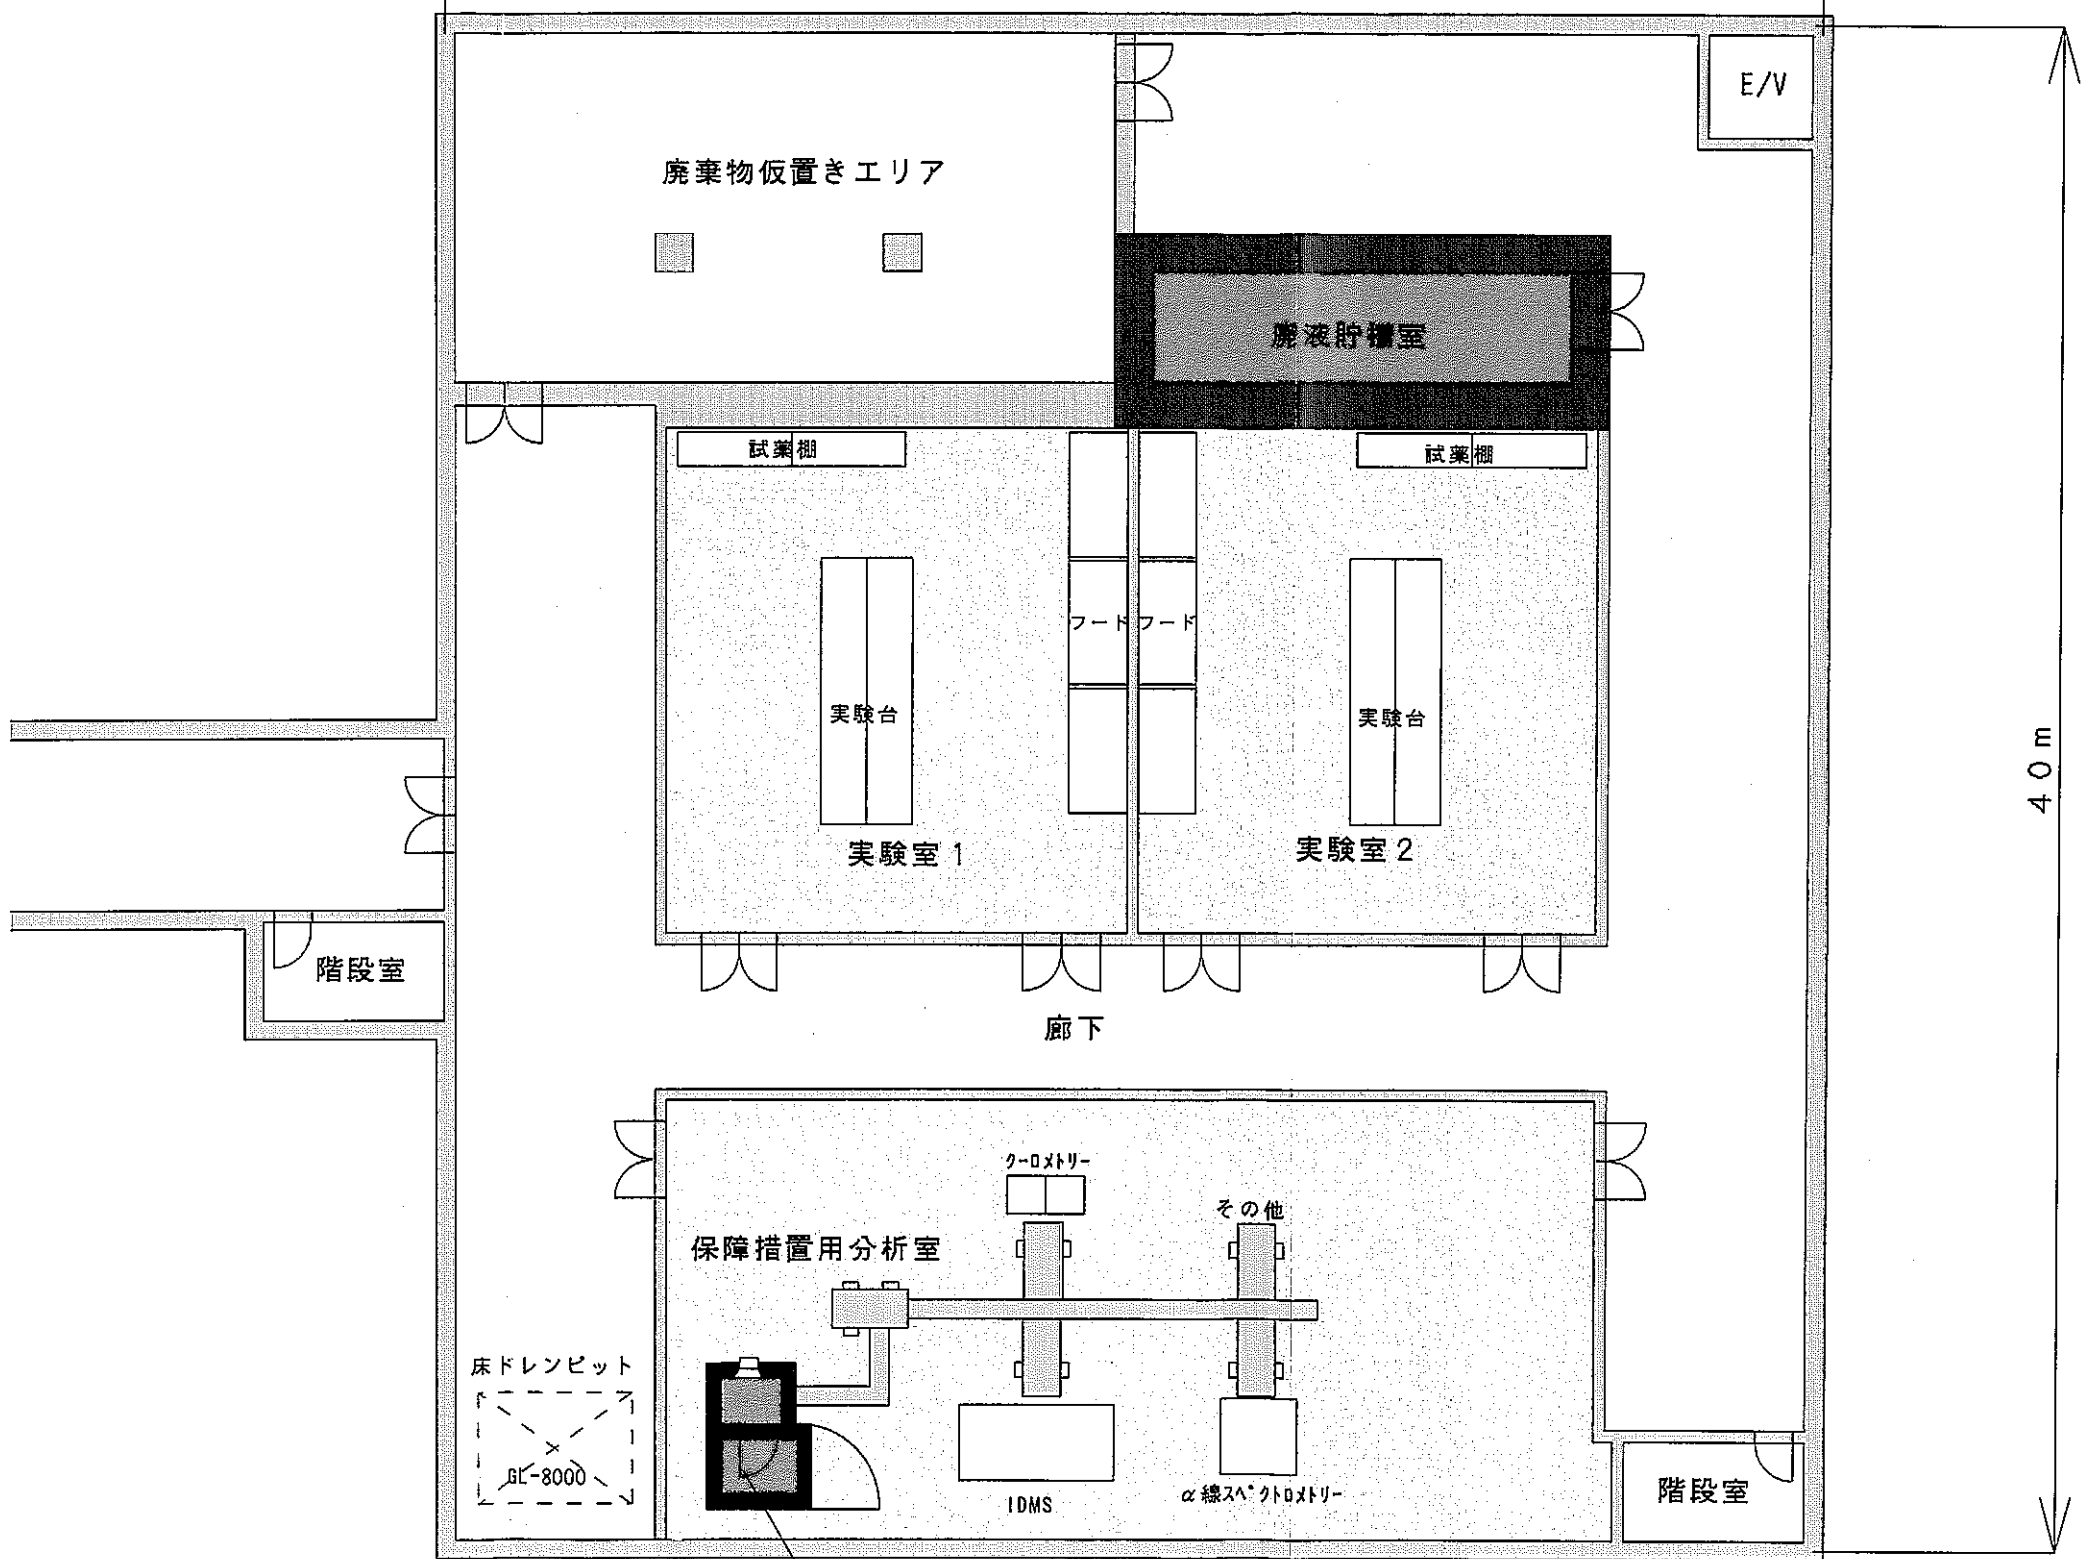 E/V
廃棄物仮置きエリア
廃液貯槽室
試薬棚
試薬棚
フード
フード
実験台
実験台
40m
実験室1
実験室2
階段室
廊下
クーロメトリー
その他
保障措置用分析室
床ドレンピット
GL-8000
IDMS
α線スペクトロメトリー
階段室